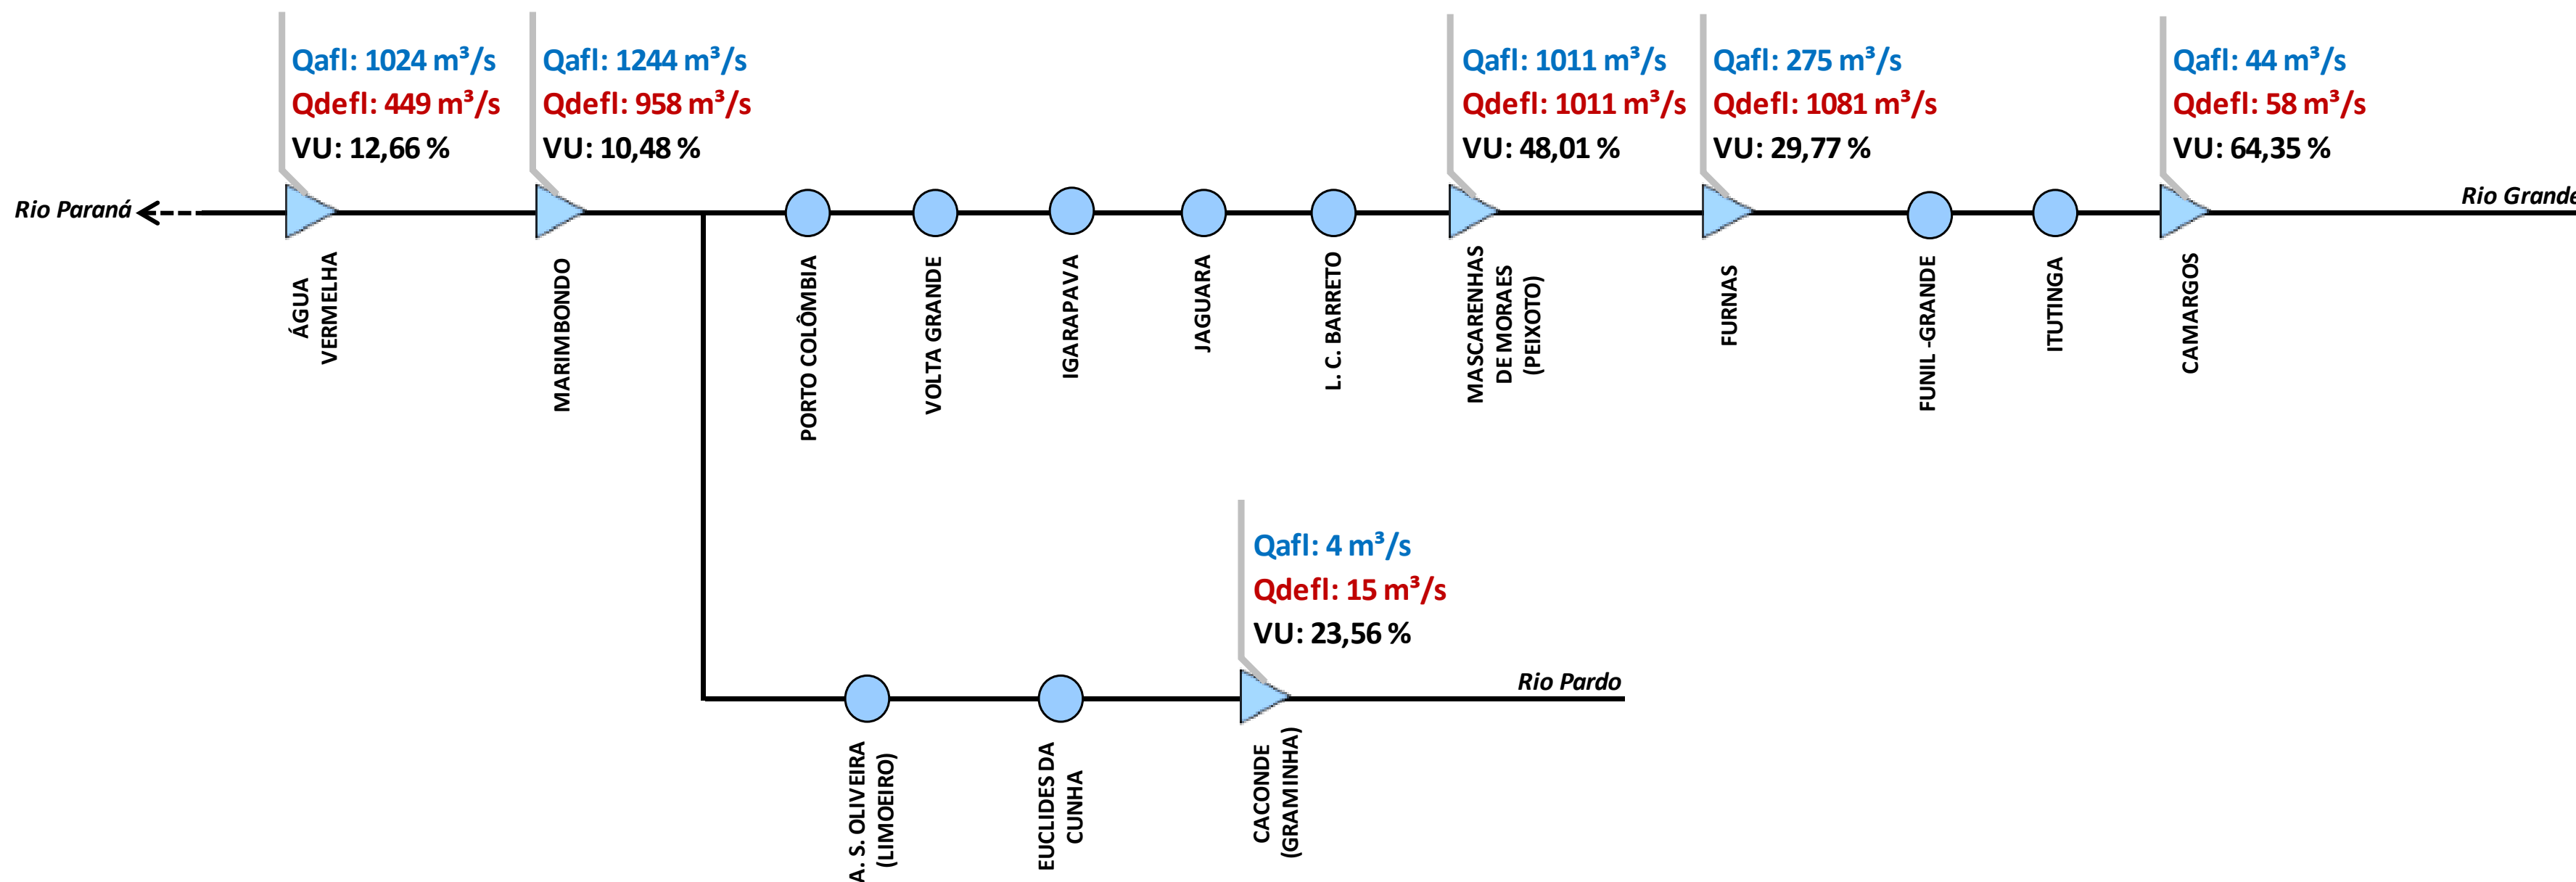 Qafl: 1024 m³/s
Qdefl: 449 m³/s
VU: 12,66 %
Qafl: 1244 m³/s
Qdefl: 958 m³/s
VU: 10,48 %
Qafl: 1011 m³/s
Qdefl: 1011 m³/s
VU: 48,01 %
Qafl: 275 m³/s
Qdefl: 1081 m³/s
VU: 29,77 %
Qafl: 44 m³/s
Qdefl: 58 m³/s
VU: 64,35 %
Rio Paraná
Rio Grande
ÁGUA
VERMELHA
MARIMBONDO
PORTO COLÔMBIA
VOLTA GRANDE
IGARAPAVA
JAGUARA
L. C. BARRETO
MASCARENHAS
DE MORAES
(PEIXOTO)
FURNAS
FUNIL -GRANDE
ITUTINGA
CAMARGOS
Qafl: 4 m³/s
Qdefl: 15 m³/s
VU: 23,56 %
Rio Pardo
A. S. OLIVEIRA
(LIMOEIRO)
EUCLIDES DA
CUNHA
CACONDE
(GRAMINHA)